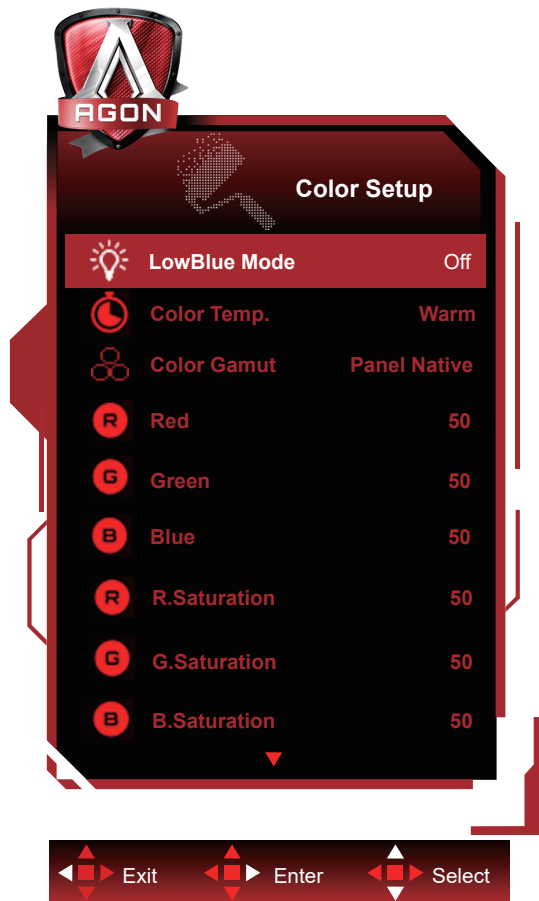 AGON
Color Setup
LowBlue Mode Off
Color Temp. Warm
Color Gamut Panel Native
R Red 50
G Green 50
B Blue 50
R R.Saturation 50
G G.Saturation 50
B B.Saturation 50
Exit Enter Select